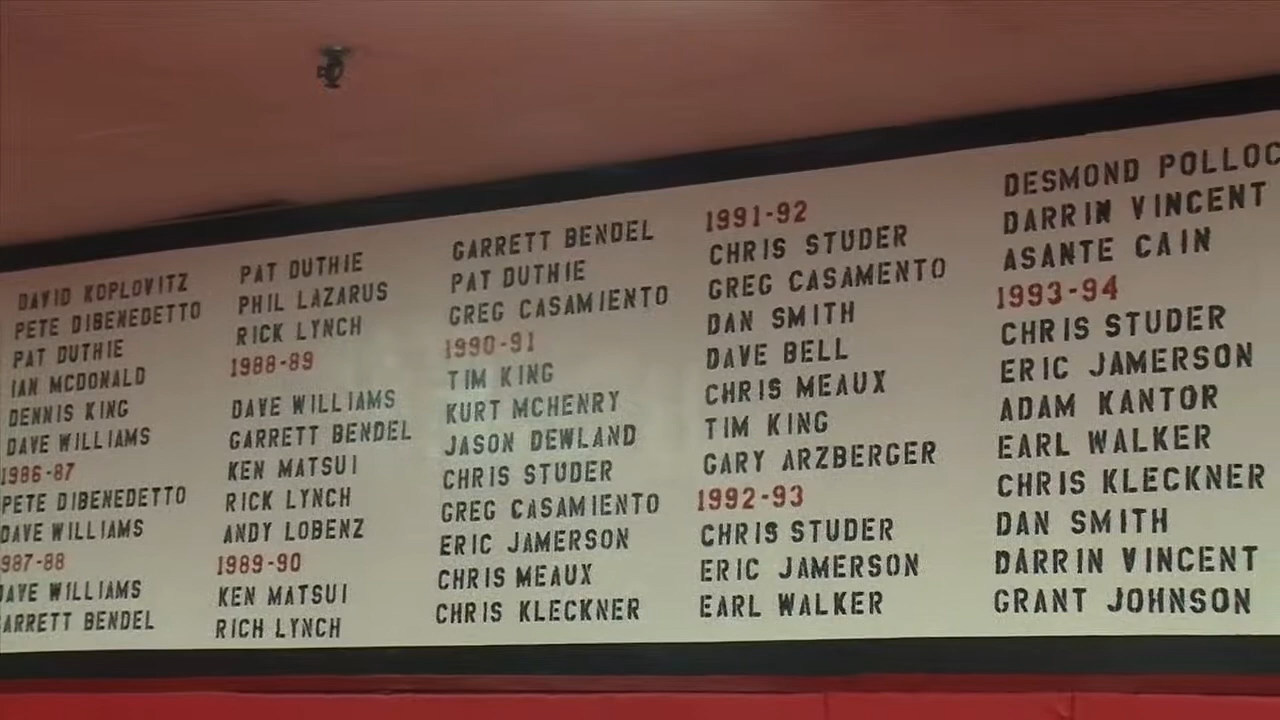 DAVID KOPLOVITZ
PETE DIBENEDETTO
PAT DUTHIE
IAN MCDONALD
DENNIS KING
DAVE WILLIAMS
1986-87
PETE DIBENEDETTO
DAVE WILLIAMS
987-88
DAVE WILLIAMS
ARRETT BENDEL
PAT DUTHIE
PHIL LAZARUS
RICK LYNCH
1988-89
DAVE WILLIAMS
GARRETT BENDEL
KEN MATSUI
RICK LYNCH
ANDY LOBENZ
1989-90
KEN MATSUI
RICH LYNCH
GARRETT BENDEL
PAT DUTHIE
GREG CASAMIENTO
1990-91
TIM KING
KURT MCHENRY
JASON DEWLAND
CHRIS STUDER
GREG CASAMIENTO
ERIC JAMERSON
CHRIS MEAUX
CHRIS KLECKNER
1991-92
CHRIS STUDER
GREG CASAMENTO
DAN SMITH
DAVE BELL
CHRIS MEAUX
TIM KING
GARY ARZBERGER
1992-93
CHRIS STUDER
ERIC JAMERSON
EARL WALKER
DESMOND POLLOC
DARRIN VINCENT
ASANTE CAIN
1993-94
CHRIS STUDER
ERIC JAMERSON
ADAM KANTOR
EARL WALKER
CHRIS KLECKNER
DAN SMITH
DARRIN VINCENT
GRANT JOHNSON